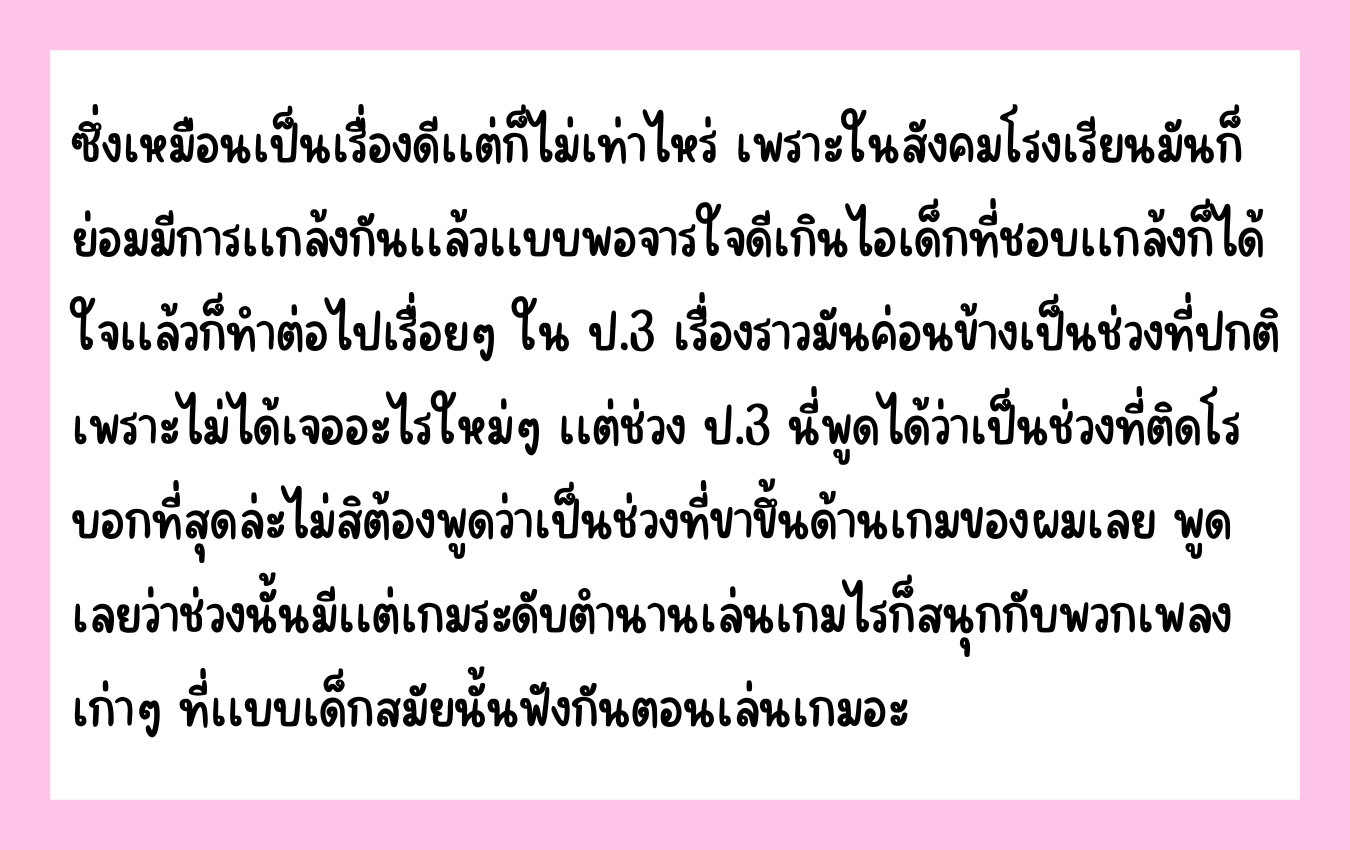 ซึ่งเหมือนเป็นเรื่องดีแต่ก็ไม่เท่าไหร่ เพราะในสังคมโรงเรียนมันก็
ย่อมมีการแกล้งกันแล้วแบบพอจารใจดีเกินไอเด็กที่ชอบแกล้งก็ได้
ใจแล้วก็ทำต่อไปเรื่อยๆ ใน ป.3 เรื่องราวมันค่อนข้างเป็นช่วงที่ปกติ
เพราะไม่ได้เจออะไรใหม่ๆ แต่ช่วง ป.3 นี่พูดได้ว่าเป็นช่วงที่ติดโร
บอกที่สุดล่ะไม่สิต้องพูดว่าเป็นช่วงที่ขาขึ้นด้านเกมของผมเลย พูด
เลยว่าช่วงนั้นมีแต่เกมระดับตำนานเล่นเกมไรก็สนุกกับพวกเพลง
เก่าๆ ที่แบบเด็กสมัยนั้นฟังกันตอนเล่นเกมอะ